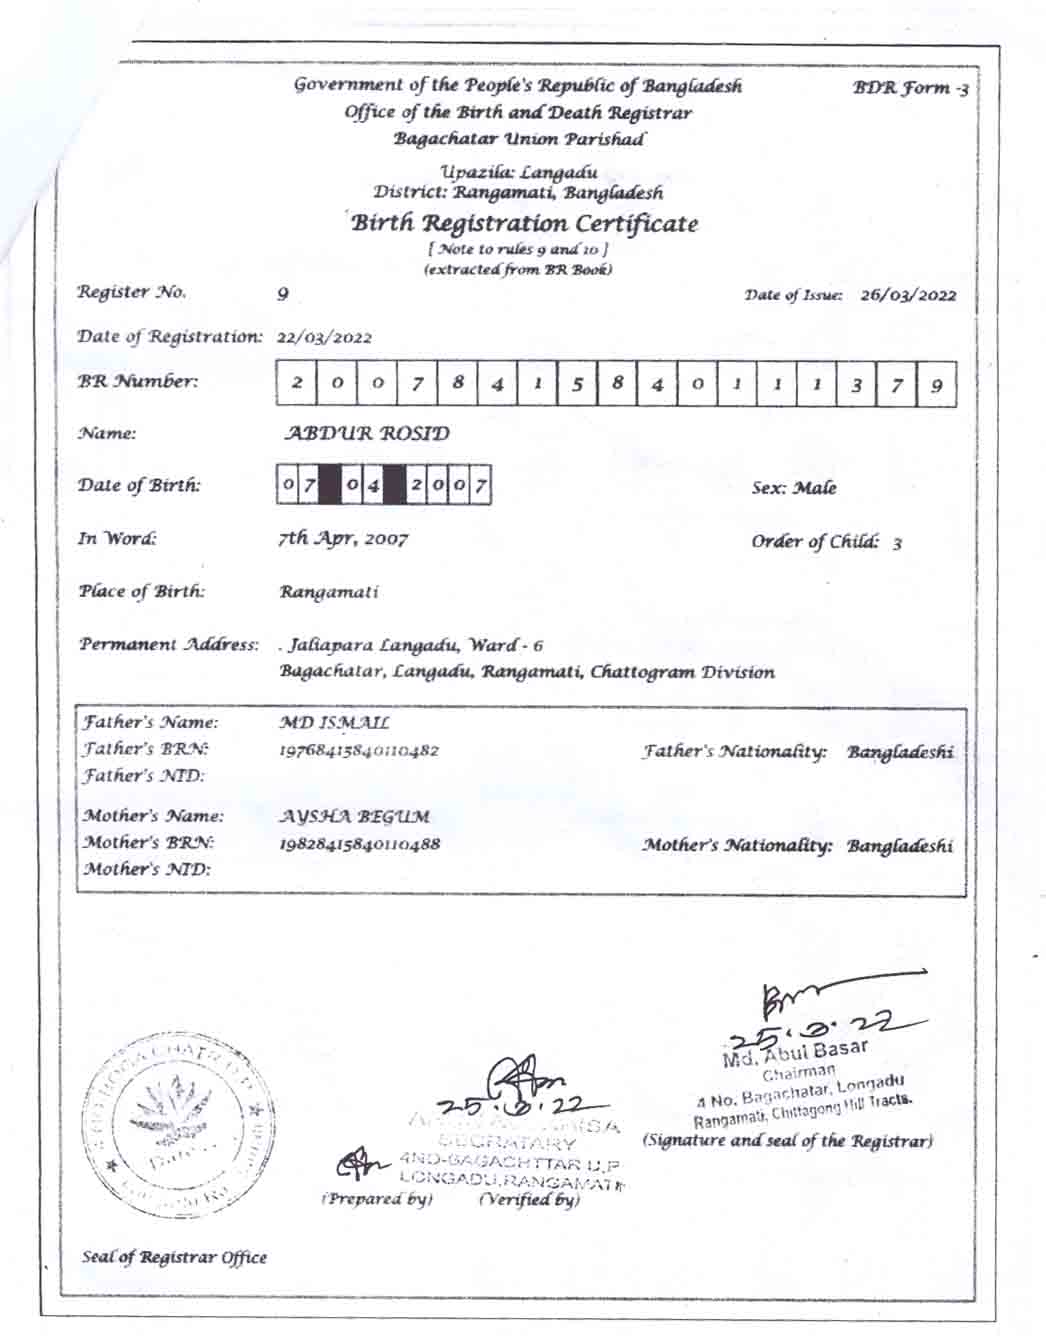 Government of the People's Republic of Bangladesh
BDR Form -3
Office of the Birth and Death Registrar
Bagachatar Union Parishad
Upazila: Langadu
District: Rangamati, Bangladesh
Birth Registration Certificate
[ Note to rules 9 and 10 ]
(extracted from BR Book)
Register No. 9 Date of Issue: 26/03/2022
Date of Registration: 22/03/2022
BR Number: 2 0 0 7 8 4 1 5 8 4 0 1 1 1 3 7 9
Name: ABDUR ROSID
Date of Birth: 0 7 0 4 2 0 0 7 Sex: Male
In Word: 7th Apr, 2007 Order of Child: 3
Place of Birth: Rangamati
Permanent Address: . Jaliapara Langadu, Ward - 6
Bagachatar, Langadu, Rangamati, Chattogram Division
Father's Name: MD ISMAIL
Father's BRN: 19768415840110482 Father's Nationality: Bangladeshi
Father's NID:
Mother's Name: AYSHA BEGUM
Mother's BRN: 19828415840110488 Mother's Nationality: Bangladeshi
Mother's NID:
25.3.22
Md. Abul Basar
Chairman
4 No. Bagachatar, Longadu
Rangamati, Chittagong Hill Tracts.
(Signature and seal of the Registrar)
25.3.22
SECRATARY
4NO-BAGACHTTAR U.P
LONGADU, RANGAMATI
(Prepared by) (Verified by)
Seal of Registrar Office